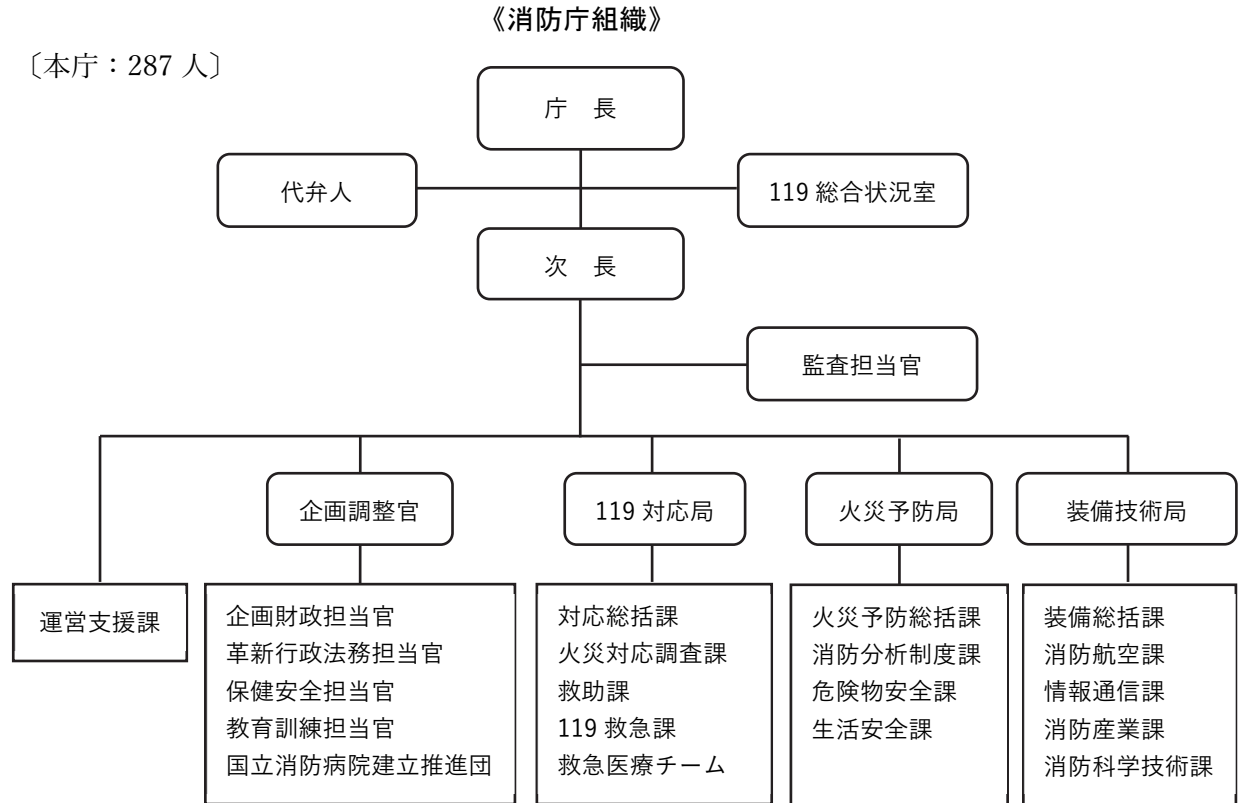 《消防庁組織》
〔本庁：287 人〕
庁　長
代弁人
119 総合状況室
次　長
監査担当官
企画調整官
119 対応局
火災予防局
装備技術局
運営支援課
企画財政担当官
革新行政法務担当官
保健安全担当官
教育訓練担当官
国立消防病院建立推進団
対応総括課
火災対応調査課
救助課
119 救急課
救急医療チーム
火災予防総括課
消防分析制度課
危険物安全課
生活安全課
装備総括課
消防航空課
情報通信課
消防産業課
消防科学技術課